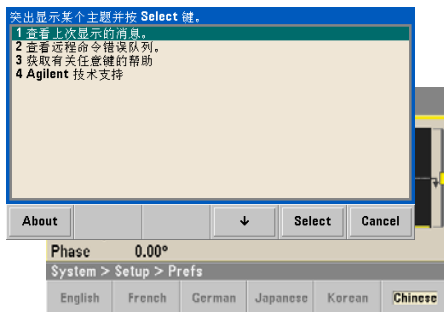 突出显示某个主题并按 Select 键。
1 查看上次显示的消息。
2 查看远程命令错误队列。
3 获取有关任意键的帮助
4 Agilent 技术支持
About ↓ Select Cancel
Phase 0.00°
System > Setup > Prefs
English French German Japanese Korean Chinese